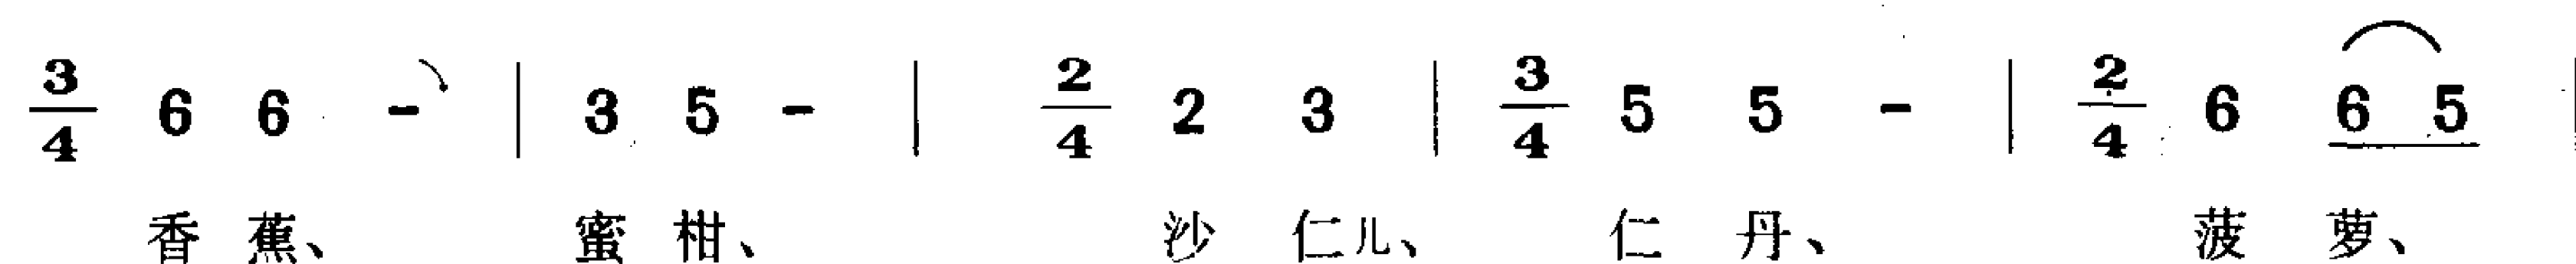 3/4 6 6 - | 3 5 - | 2/4 2 3 | 3/4 5 5 - | 2/4 6 6 5 |
香 蕉、 蜜 柑、 沙 仁儿、 仁 丹、 菠 萝、